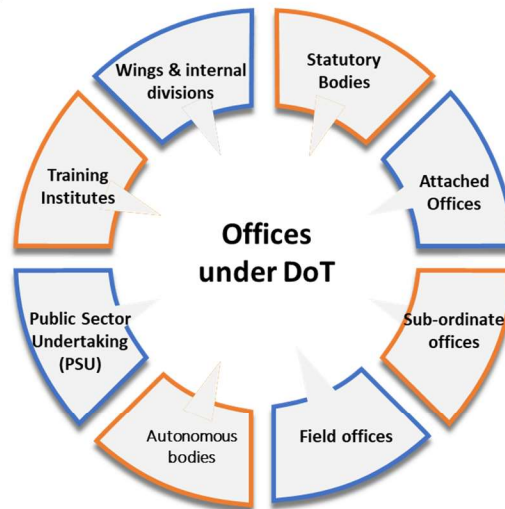 Offices
under DoT
Wings & internal
divisions
Statutory
Bodies
Attached
Offices
Sub-ordinate
offices
Field offices
Autonomous
bodies
Public Sector
Undertaking
(PSU)
Training
Institutes